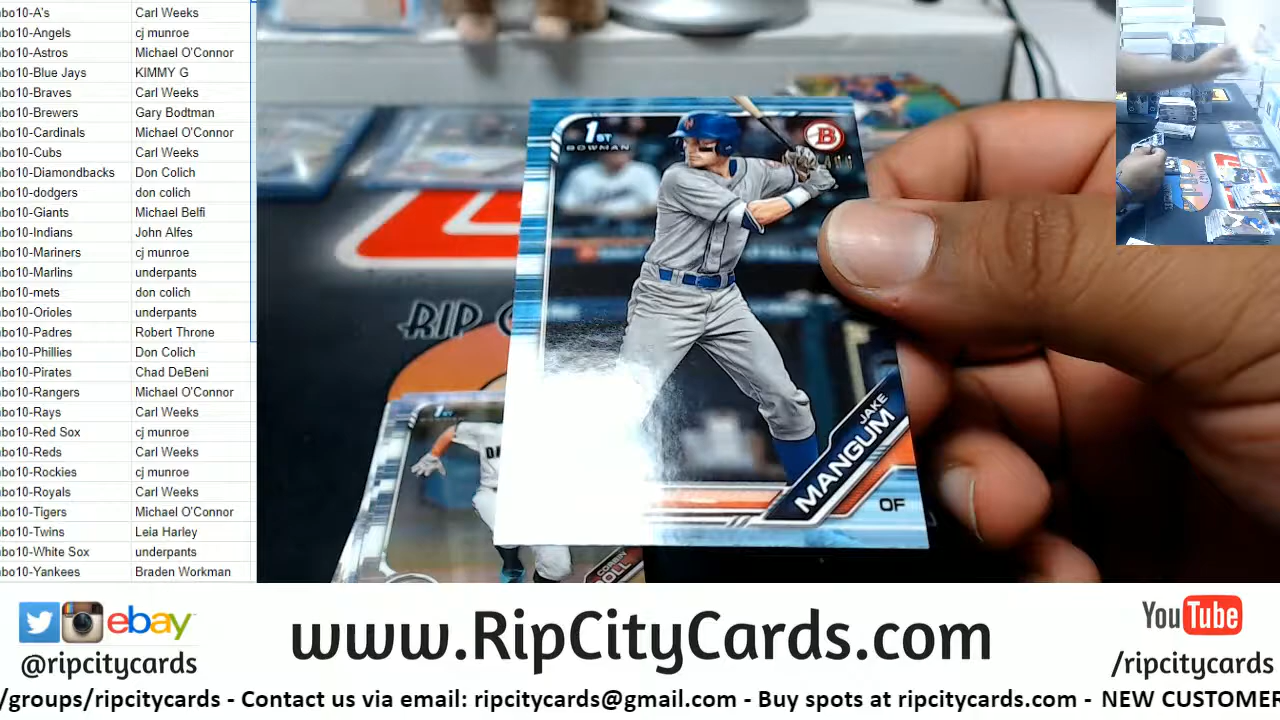 bo10-A's Carl Weeks
bo10-Angels cj munroe
bo10-Astros Michael O'Connor
bo10-Blue Jays KIMMY G
bo10-Braves Carl Weeks
bo10-Brewers Gary Bodtman
bo10-Cardinals Michael O'Connor
bo10-Cubs Carl Weeks
bo10-Diamondbacks Don Colich
bo10-dodgers don colich
bo10-Giants Michael Belfi
bo10-Indians John Alfes
bo10-Mariners cj munroe
bo10-Marlins underpants
bo10-mets don colich
bo10-Orioles underpants
bo10-Padres Robert Throne
bo10-Phillies Don Colich
bo10-Pirates Chad DeBeni
bo10-Rangers Michael O'Connor
bo10-Rays Carl Weeks
bo10-Red Sox cj munroe
bo10-Reds Carl Weeks
bo10-Rockies cj munroe
bo10-Royals Carl Weeks
bo10-Tigers Michael O'Connor
bo10-Twins Leia Harley
bo10-White Sox underpants
bo10-Yankees Braden Workman
1ST
BOWMAN
B
RIP
JAKE
MANGUM
OF
ebay
@ripcitycards
www.RipCityCards.com
YouTube
/ripcitycards
/groups/ripcitycards - Contact us via email: ripcitycards@gmail.com - Buy spots at ripcitycards.com - NEW CUSTOMER